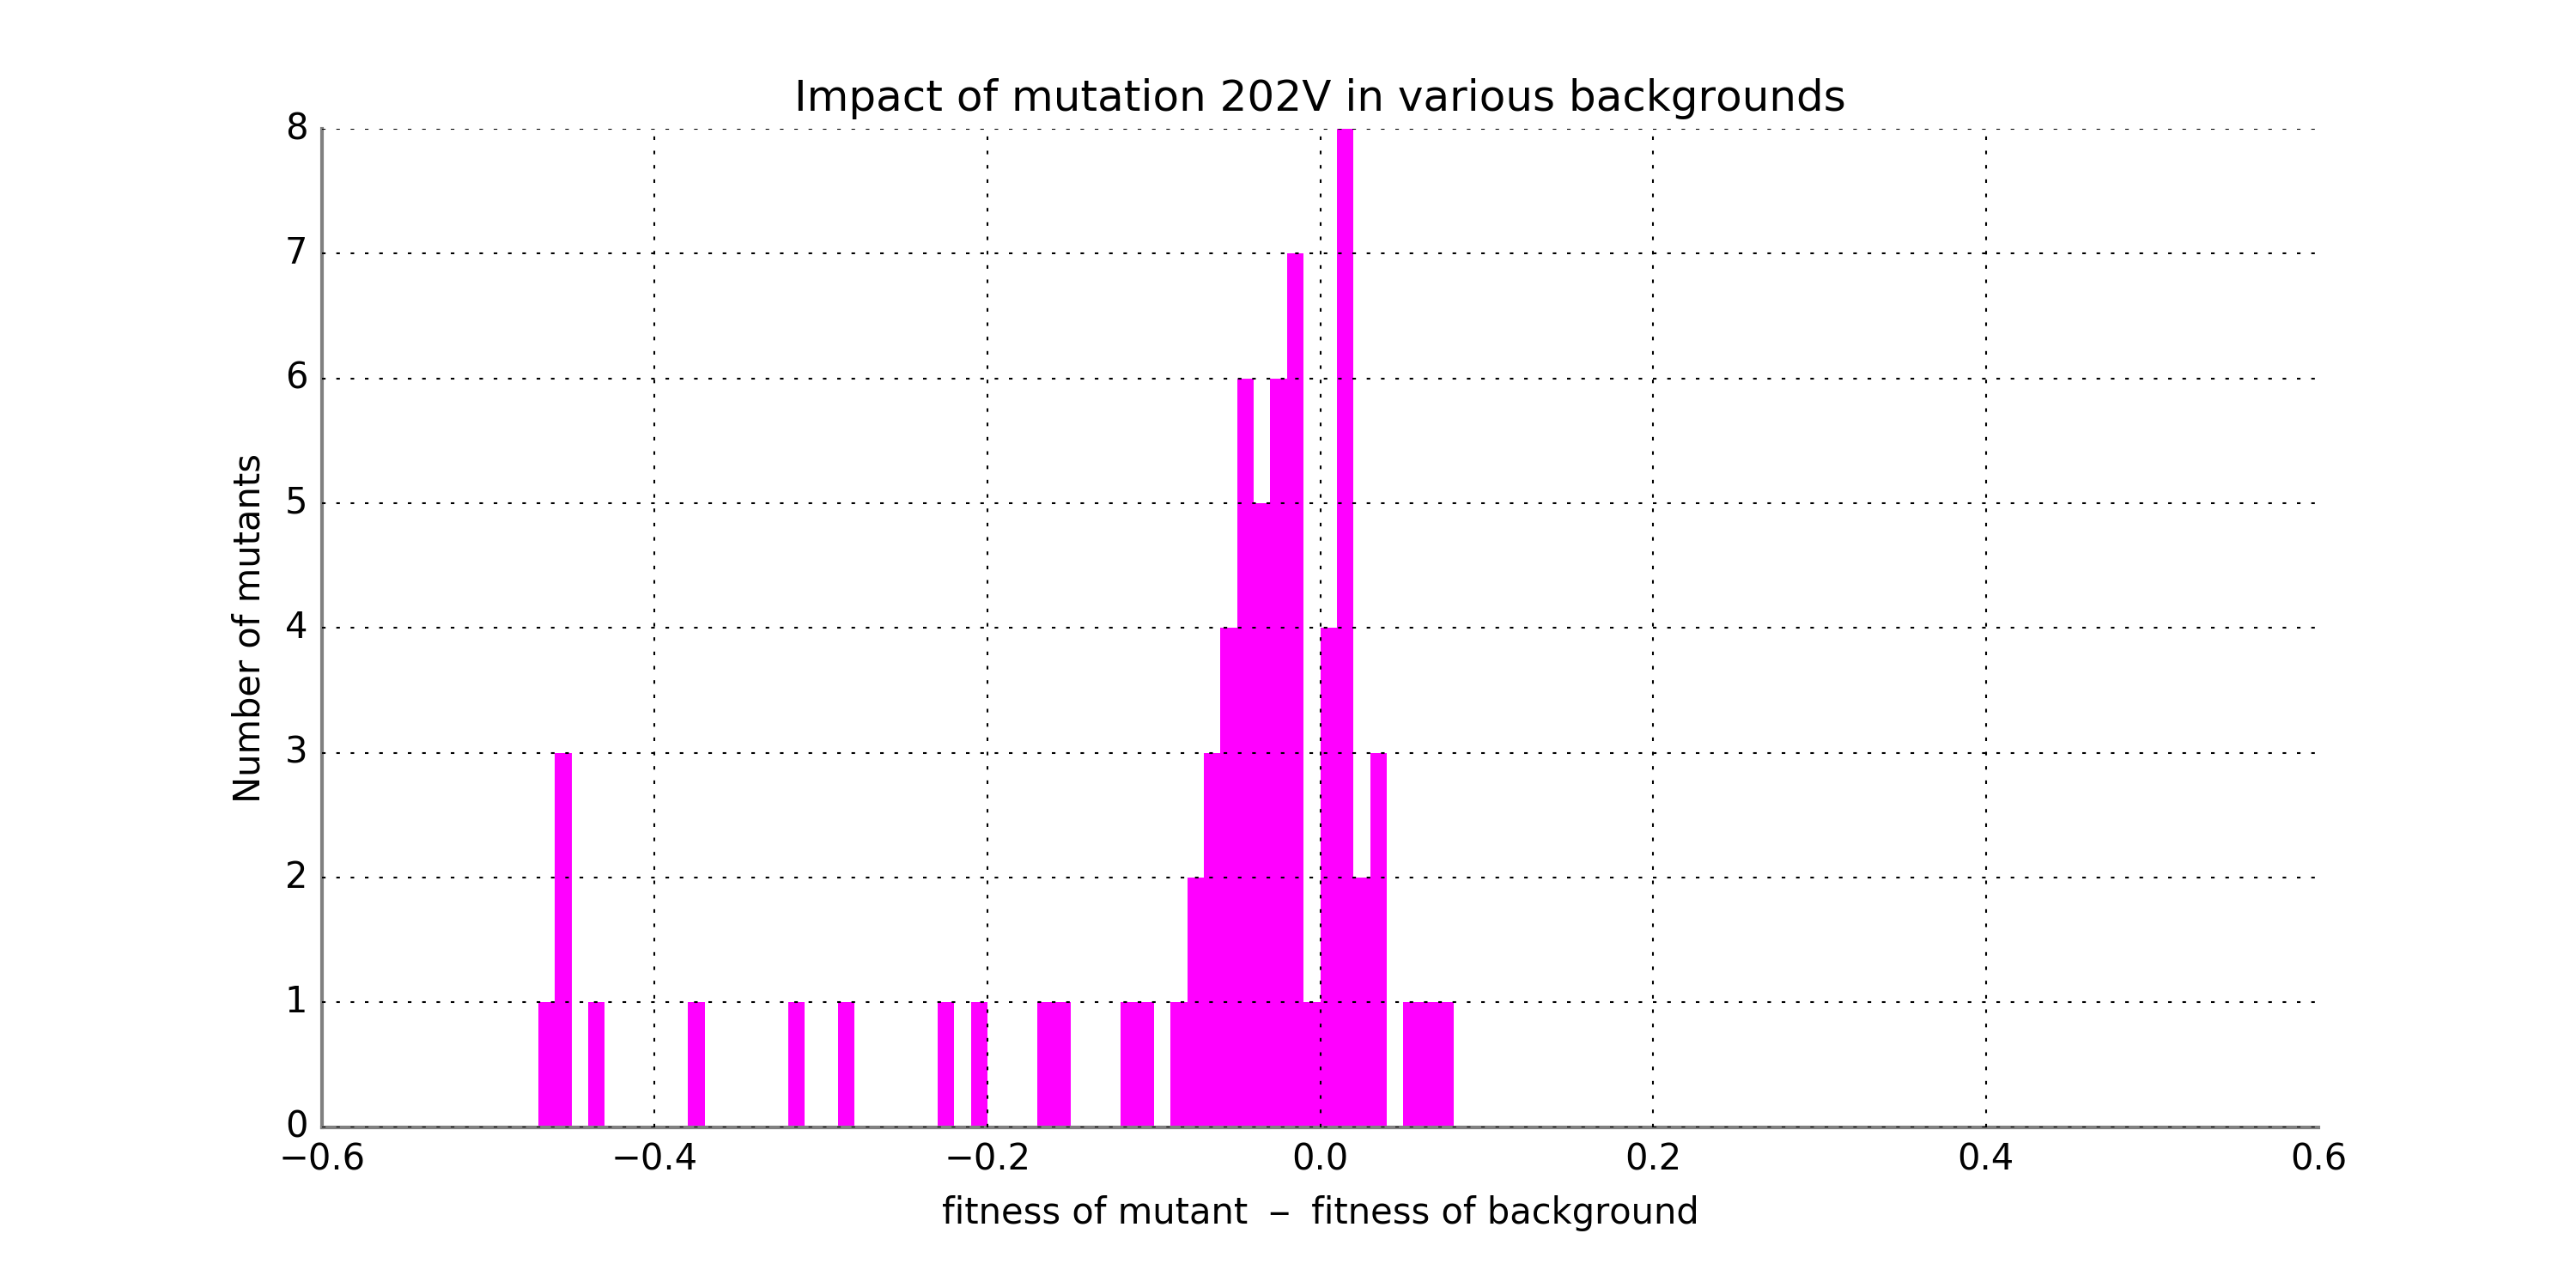 Impact of mutation 202V in various backgrounds
8
7
6
5
4
3
2
1
0
Number of mutants
−0.6 −0.4 −0.2 0.0 0.2 0.4 0.6
fitness of mutant − fitness of background